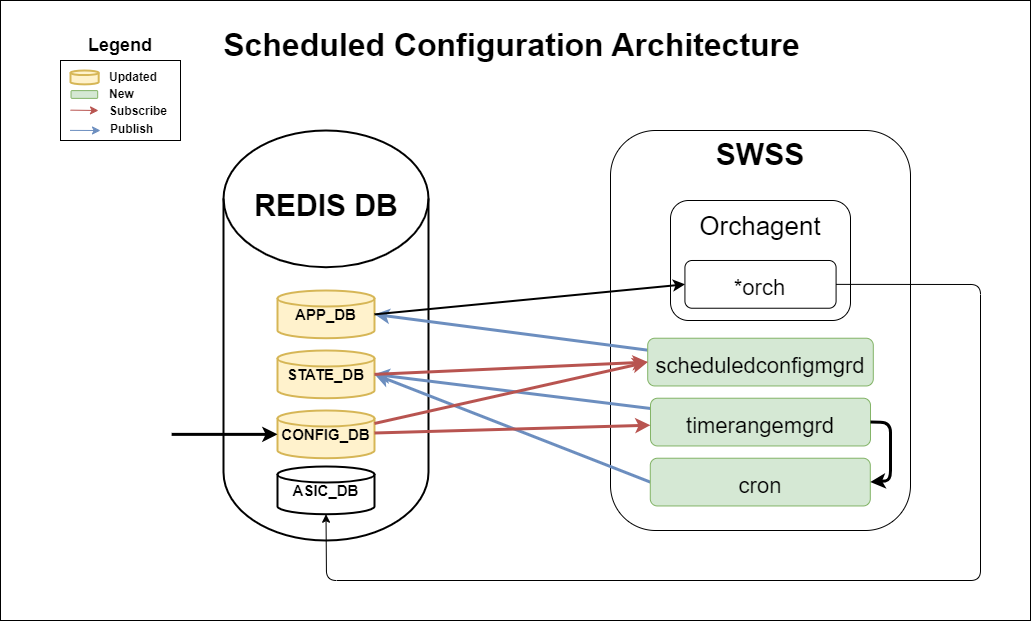 Scheduled Configuration Architecture
Legend
Updated
New
Subscribe
Publish
REDIS DB
APP_DB
STATE_DB
CONFIG_DB
ASIC_DB
SWSS
Orchagent
*orch
scheduledconfigmgrd
timerangemgrd
cron